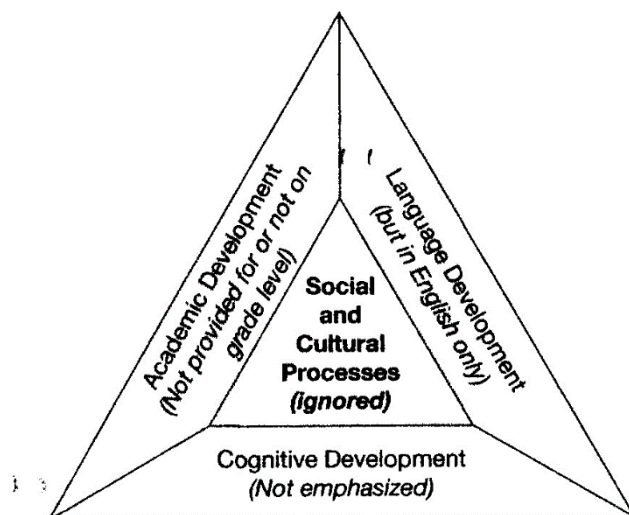 Academic Development
(Not provided for or not on
grade level)
Language Development
(but in English only)
Social
and
Cultural
Processes
(ignored)
Cognitive Development
(Not emphasized)